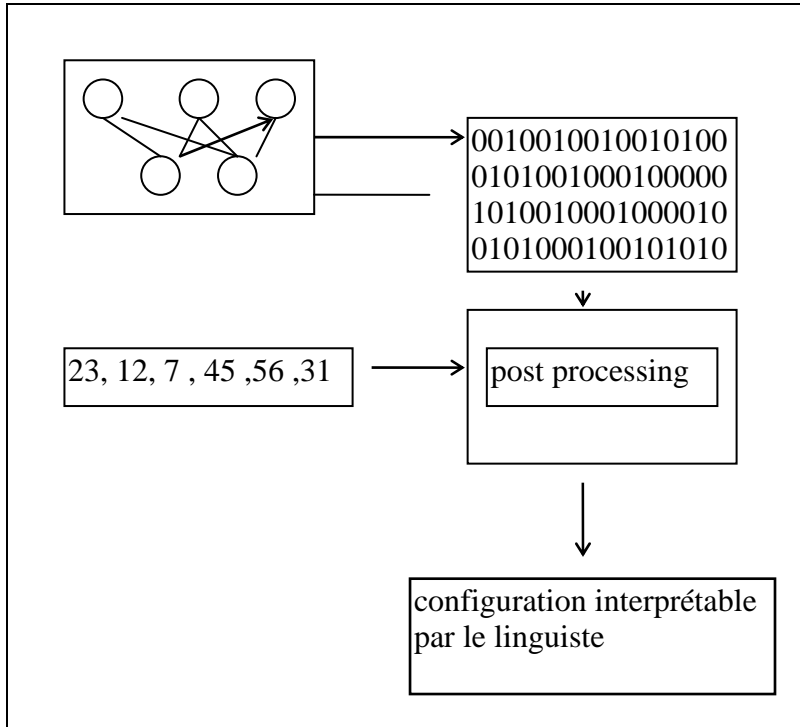 0010010010010100
0101001000100000
1010010001000010
0101000100101010
23, 12, 7 , 45 ,56 ,31
post processing
configuration interprétable
par le linguiste